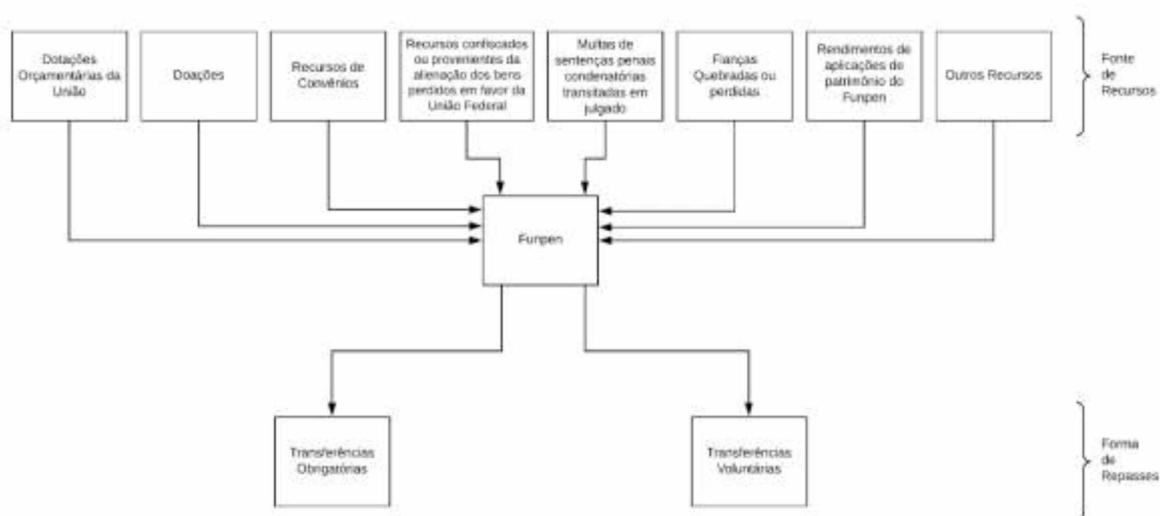 Dotações
Orçamentárias da
União
Doações
Recursos de
Convênios
Recursos confiscados
ou provenientes da
alienação dos bens
perdidos em favor da
União Federal
Multas de
sentenças penais
condenatórias
transitadas em
julgado
Fianças
Quebradas ou
perdidas
Rendimentos de
aplicações de
patrimônio do
Funpen
Outros Recursos
Fonte
de
Recursos
Funpen
Transferências
Obrigatórias
Transferências
Voluntárias
Forma
de
Repasses